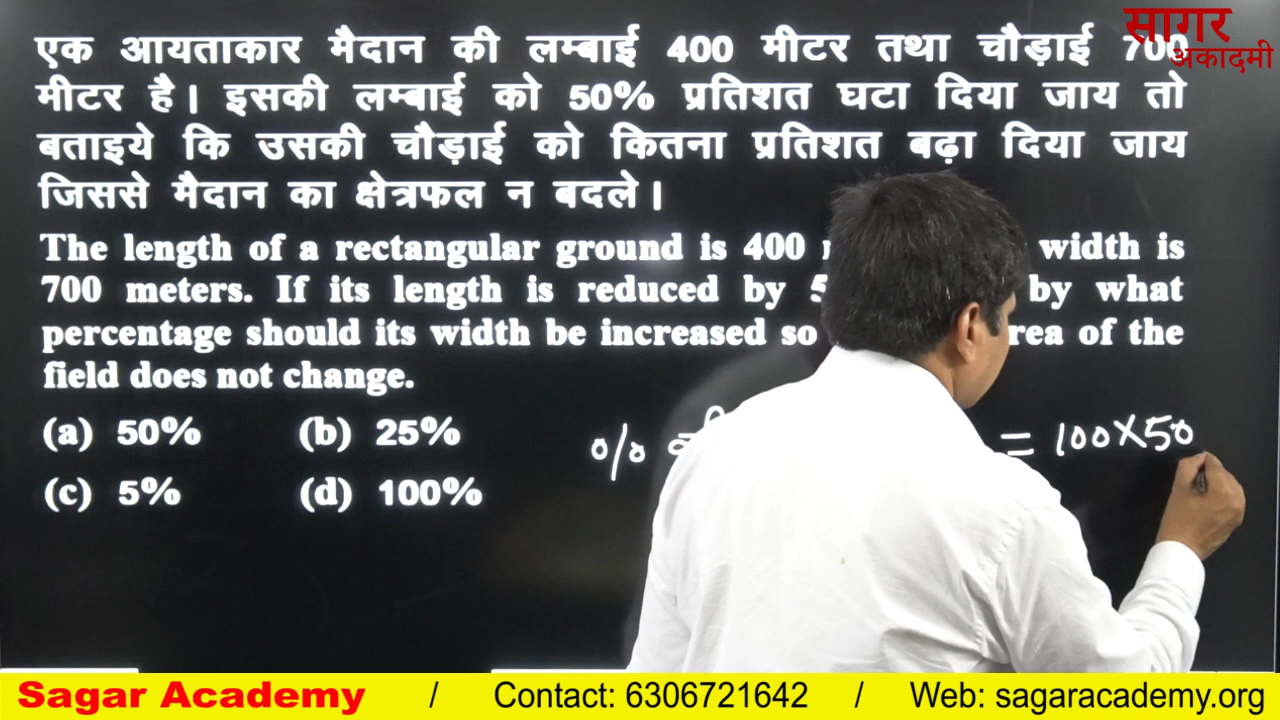 सागर
अकादमी
एक आयताकार मैदान की लम्बाई 400 मीटर तथा चौड़ाई 700
मीटर है। इसकी लम्बाई को 50% प्रतिशत घटा दिया जाय तो
बताइये कि उसकी चौड़ाई को कितना प्रतिशत बढ़ा दिया जाय
जिससे मैदान का क्षेत्रफल न बदले।
The length of a rectangular ground is 400 width is
700 meters. If its length is reduced by by what
percentage should its width be increased so of the
field does not change.
(a) 50% (b) 25%
(c) 5% (d) 100%
% = = 100×50
Sagar Academy / Contact: 6306721642 / Web: sagaracademy.org